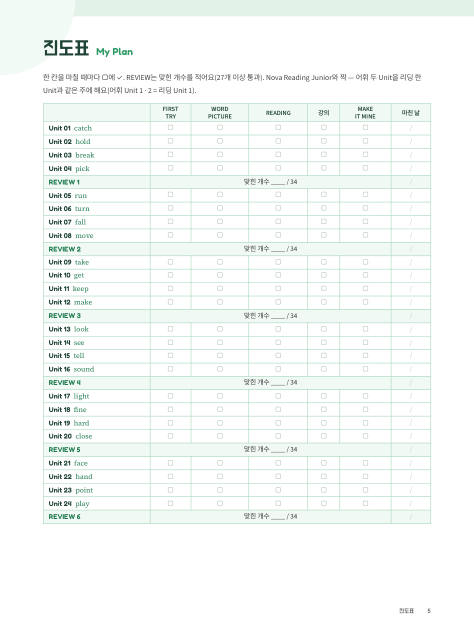 진도표 My Plan
한 칸을 마칠 때마다 ▢에 ✓. REVIEW는 맞힌 개수를 적어요(27개 이상 통과). Nova Reading Junior와 짝 — 어휘 두 Unit을 리딩 한
Unit과 같은 주에 해요(어휘 Unit 1 · 2 = 리딩 Unit 1).
FIRST TRY WORD PICTURE READING 강의 MAKE IT MINE 마친 날
Unit 01 catch ▢ ▢ ▢ ▢ ▢ /
Unit 02 hold ▢ ▢ ▢ ▢ ▢ /
Unit 03 break ▢ ▢ ▢ ▢ ▢ /
Unit 04 pick ▢ ▢ ▢ ▢ ▢ /
REVIEW 1 맞힌 개수 ____ / 34 /
Unit 05 run ▢ ▢ ▢ ▢ ▢ /
Unit 06 turn ▢ ▢ ▢ ▢ ▢ /
Unit 07 fall ▢ ▢ ▢ ▢ ▢ /
Unit 08 move ▢ ▢ ▢ ▢ ▢ /
REVIEW 2 맞힌 개수 ____ / 34 /
Unit 09 take ▢ ▢ ▢ ▢ ▢ /
Unit 10 get ▢ ▢ ▢ ▢ ▢ /
Unit 11 keep ▢ ▢ ▢ ▢ ▢ /
Unit 12 make ▢ ▢ ▢ ▢ ▢ /
REVIEW 3 맞힌 개수 ____ / 34 /
Unit 13 look ▢ ▢ ▢ ▢ ▢ /
Unit 14 see ▢ ▢ ▢ ▢ ▢ /
Unit 15 tell ▢ ▢ ▢ ▢ ▢ /
Unit 16 sound ▢ ▢ ▢ ▢ ▢ /
REVIEW 4 맞힌 개수 ____ / 34 /
Unit 17 light ▢ ▢ ▢ ▢ ▢ /
Unit 18 fine ▢ ▢ ▢ ▢ ▢ /
Unit 19 hard ▢ ▢ ▢ ▢ ▢ /
Unit 20 close ▢ ▢ ▢ ▢ ▢ /
REVIEW 5 맞힌 개수 ____ / 34 /
Unit 21 face ▢ ▢ ▢ ▢ ▢ /
Unit 22 hand ▢ ▢ ▢ ▢ ▢ /
Unit 23 point ▢ ▢ ▢ ▢ ▢ /
Unit 24 play ▢ ▢ ▢ ▢ ▢ /
REVIEW 6 맞힌 개수 ____ / 34 /
진도표 5